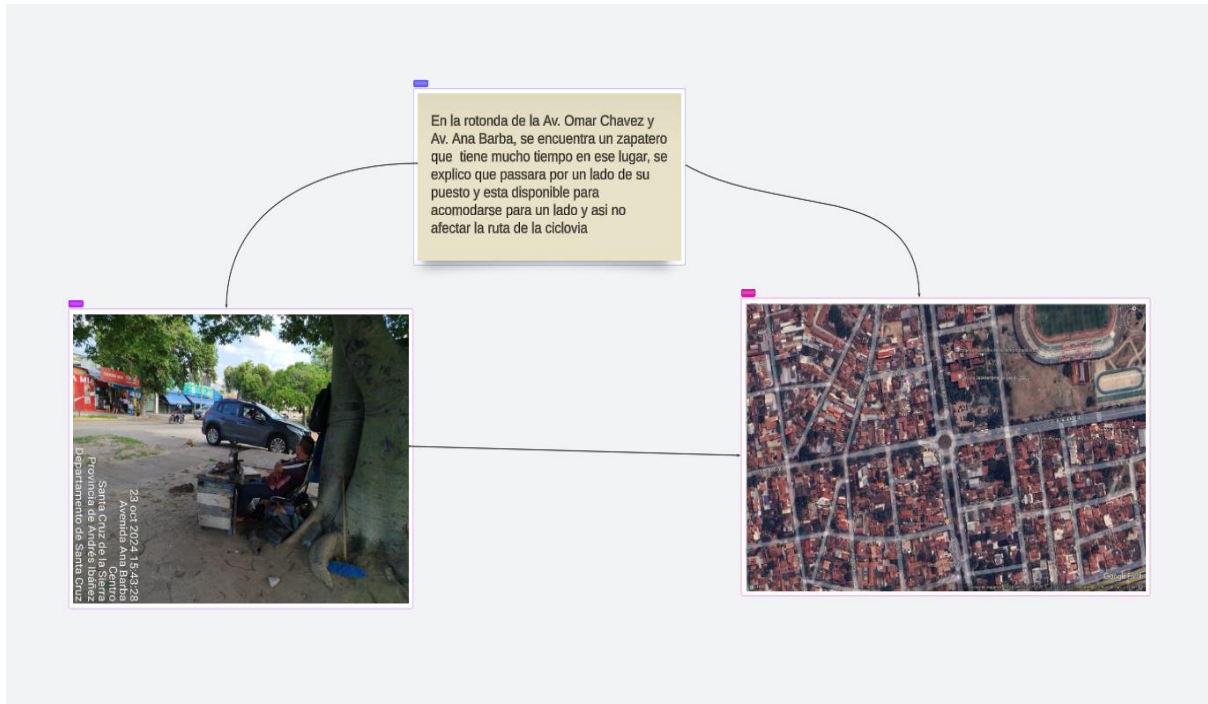 En la rotonda de la Av. Omar Chavez y
Av. Ana Barba, se encuentra un zapatero
que tiene mucho tiempo en ese lugar, se
explico que passara por un lado de su
puesto y esta disponible para
acomodarse para un lado y asi no
afectar la ruta de la ciclovia
23 oct 2024 15:43:28
Avenida Ana Barba
Centro
Santa Cruz de la Sierra
Provincia de Andrés Ibáñez
Departamento de Santa Cruz
Google Earth